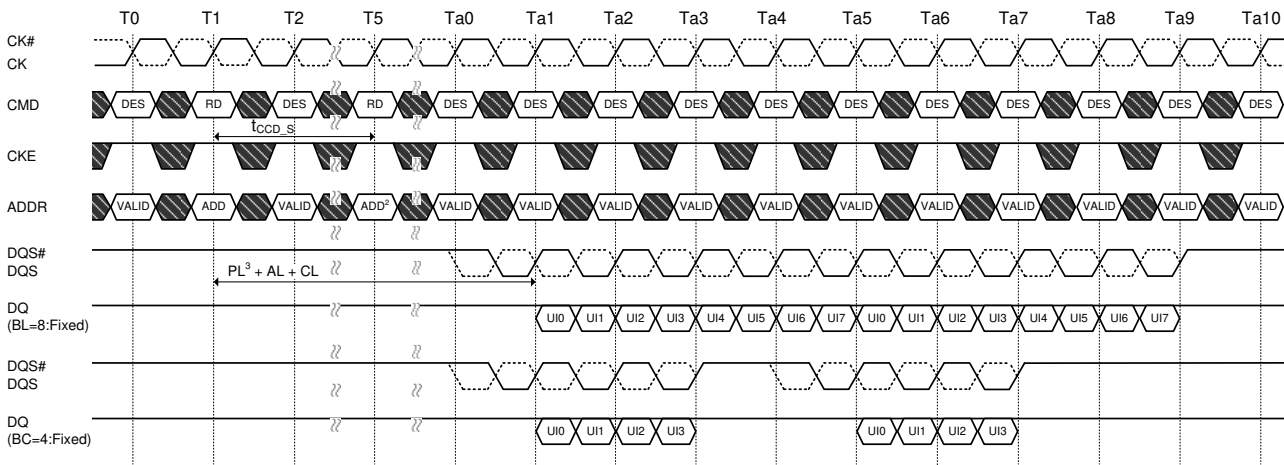 T0 T1 T2 T5 Ta0 Ta1 Ta2 Ta3 Ta4 Ta5 Ta6 Ta7 Ta8 Ta9 Ta10
CK#
CK
CMD DES RD DES RD DES DES DES DES DES DES DES DES DES DES DES
tCCD_S
CKE
ADDR VALID ADD VALID ADD² VALID VALID VALID VALID VALID VALID VALID VALID VALID VALID VALID
DQS#
DQS
PL³ + AL + CL
DQ
(BL=8:Fixed)
UI0 UI1 UI2 UI3 UI4 UI5 UI6 UI7 UI0 UI1 UI2 UI3 UI4 UI5 UI6 UI7
DQS#
DQS
DQ
(BC=4:Fixed)
UI0 UI1 UI2 UI3 UI0 UI1 UI2 UI3